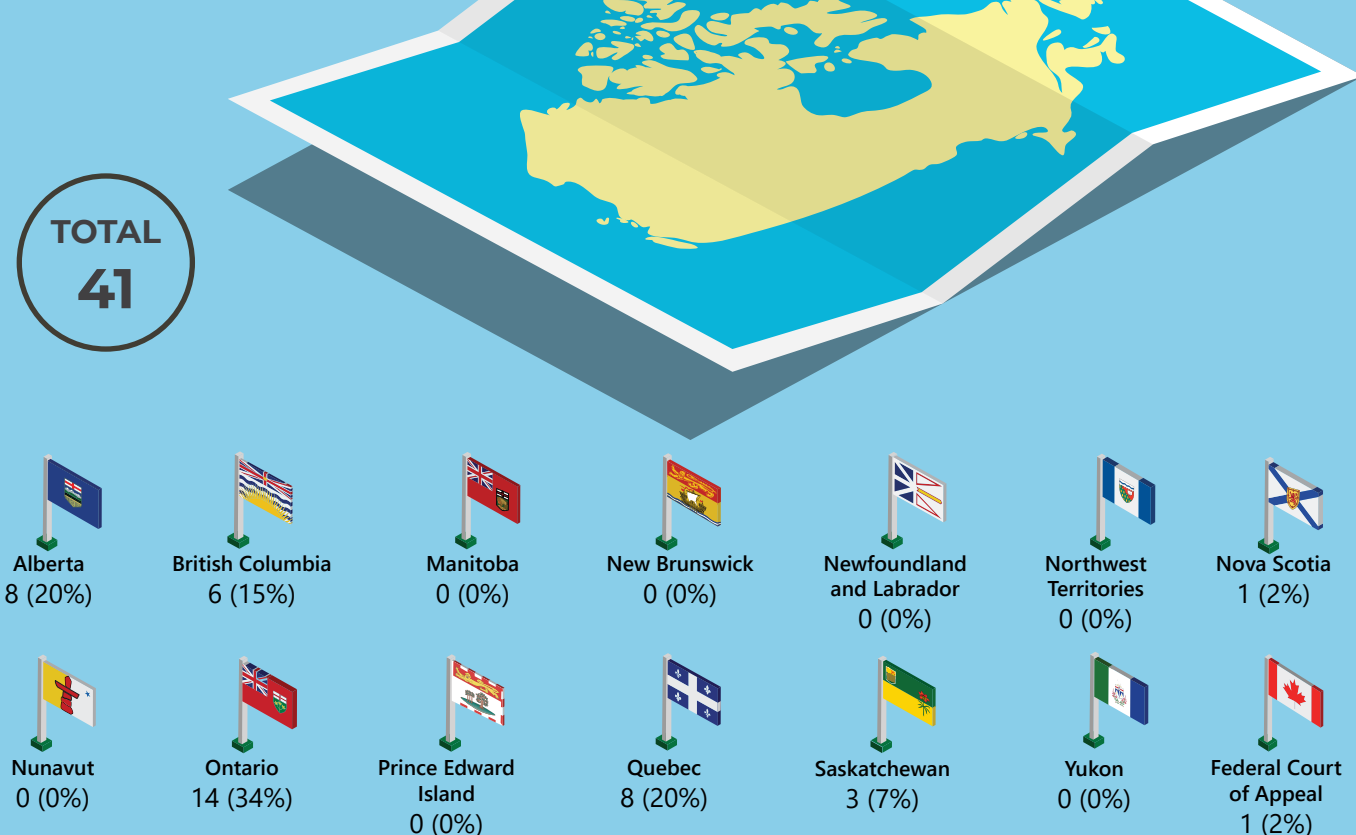 TOTAL
41
Alberta
8 (20%)
British Columbia
6 (15%)
Manitoba
0 (0%)
New Brunswick
0 (0%)
Newfoundland
and Labrador
0 (0%)
Northwest
Territories
0 (0%)
Nova Scotia
1 (2%)
Nunavut
0 (0%)
Ontario
14 (34%)
Prince Edward
Island
0 (0%)
Quebec
8 (20%)
Saskatchewan
3 (7%)
Yukon
0 (0%)
Federal Court
of Appeal
1 (2%)